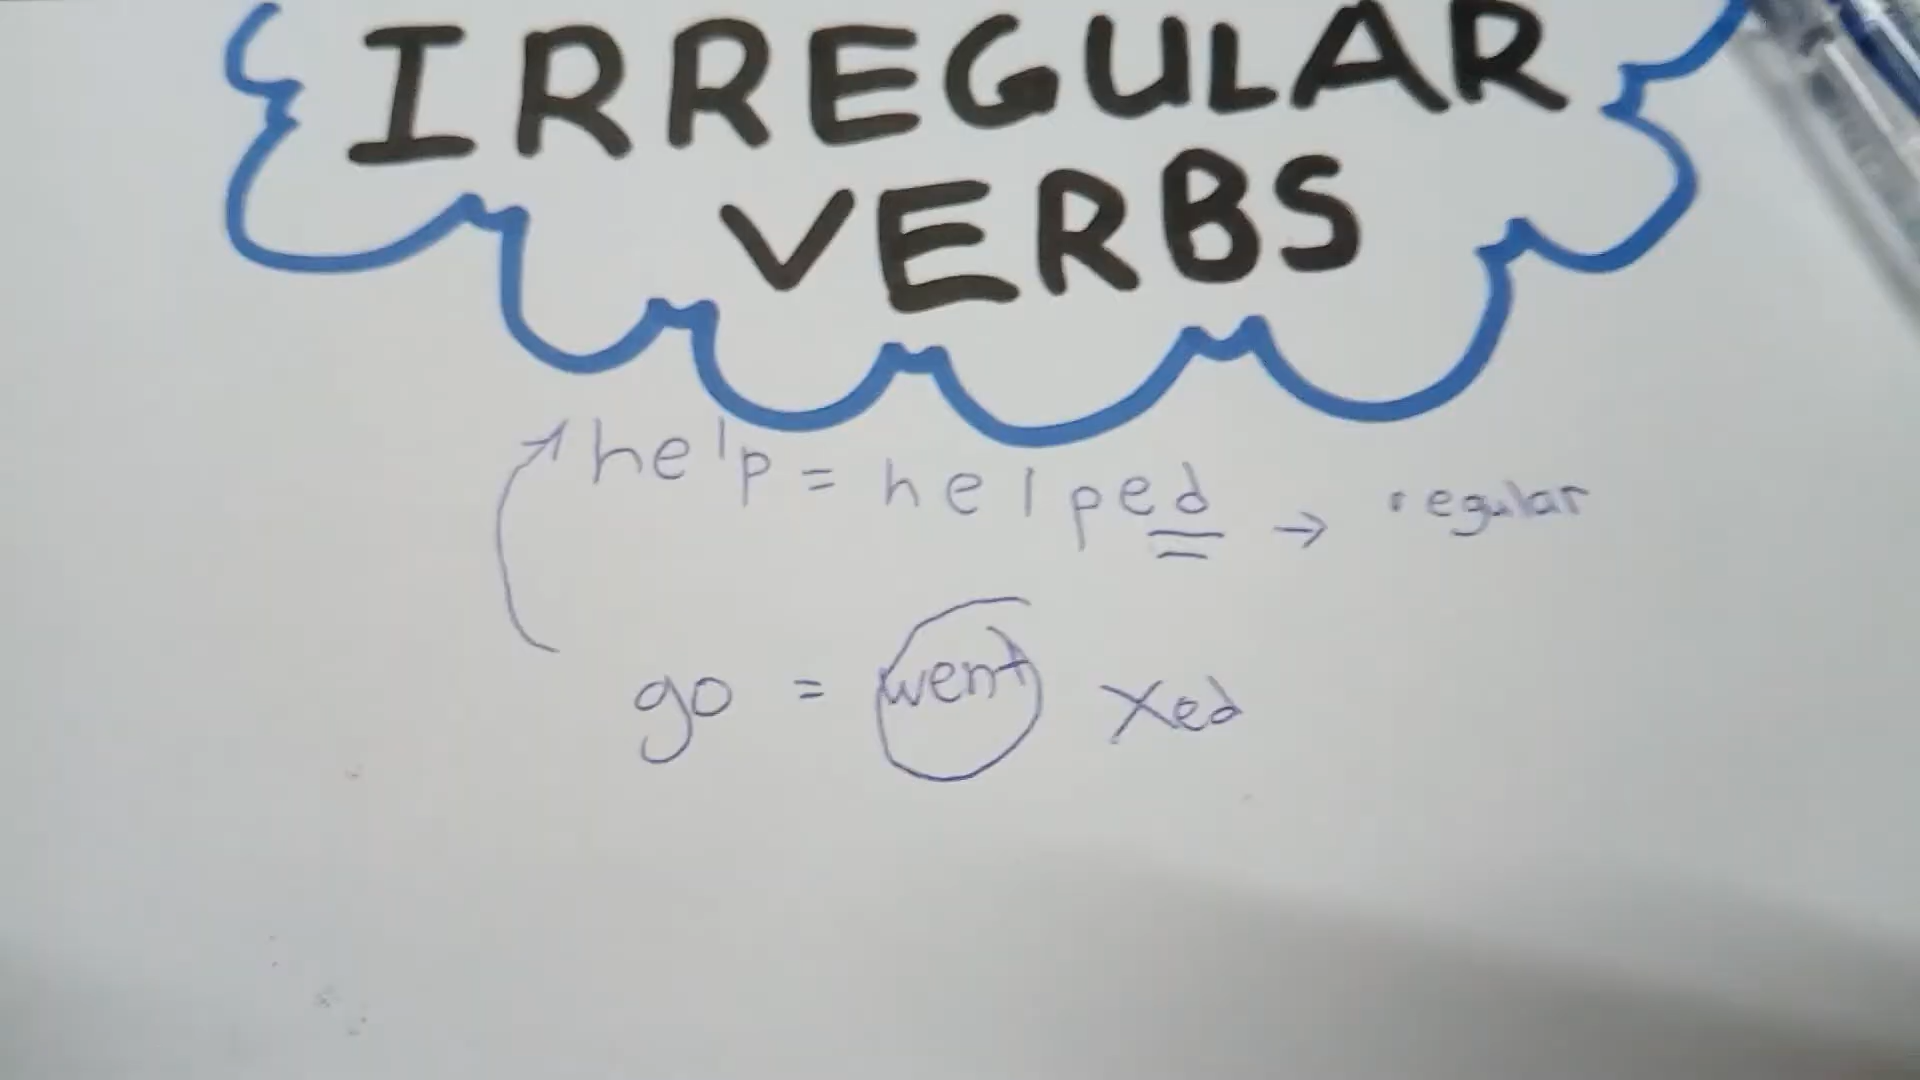 IRREGULAR
VERBS
help = helped → regular
go = went Xed